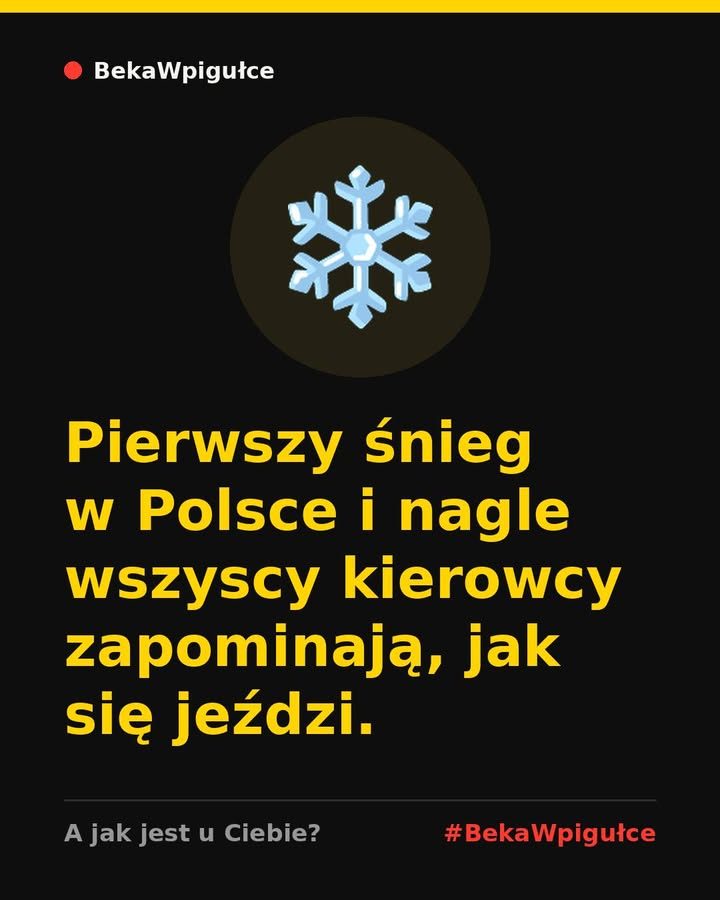 BekaWpigułce
Pierwszy śnieg
w Polsce i nagle
wszyscy kierowcy
zapominają, jak
się jeździ.
A jak jest u Ciebie?
#BekaWpigułce